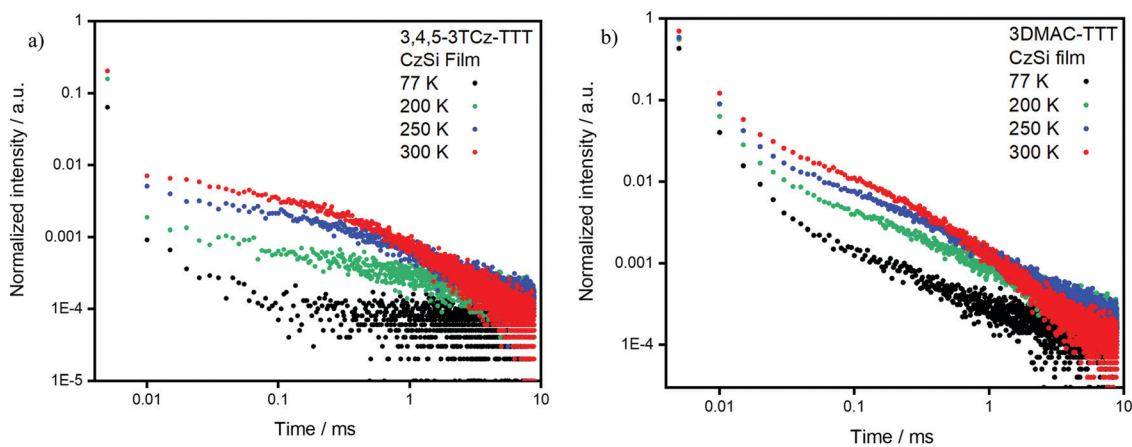 a)
3,4,5-3TCz-TTT
CzSi Film
77 K
200 K
250 K
300 K
1
0.1
0.01
0.001
1E-4
1E-5
0.01
0.1
1
10
Normalized intensity / a.u.
Time / ms
b)
3DMAC-TTT
CzSi film
77 K
200 K
250 K
300 K
1
0.1
0.01
0.001
1E-4
0.01
0.1
1
10
Normalized intensity / a.u.
Time / ms